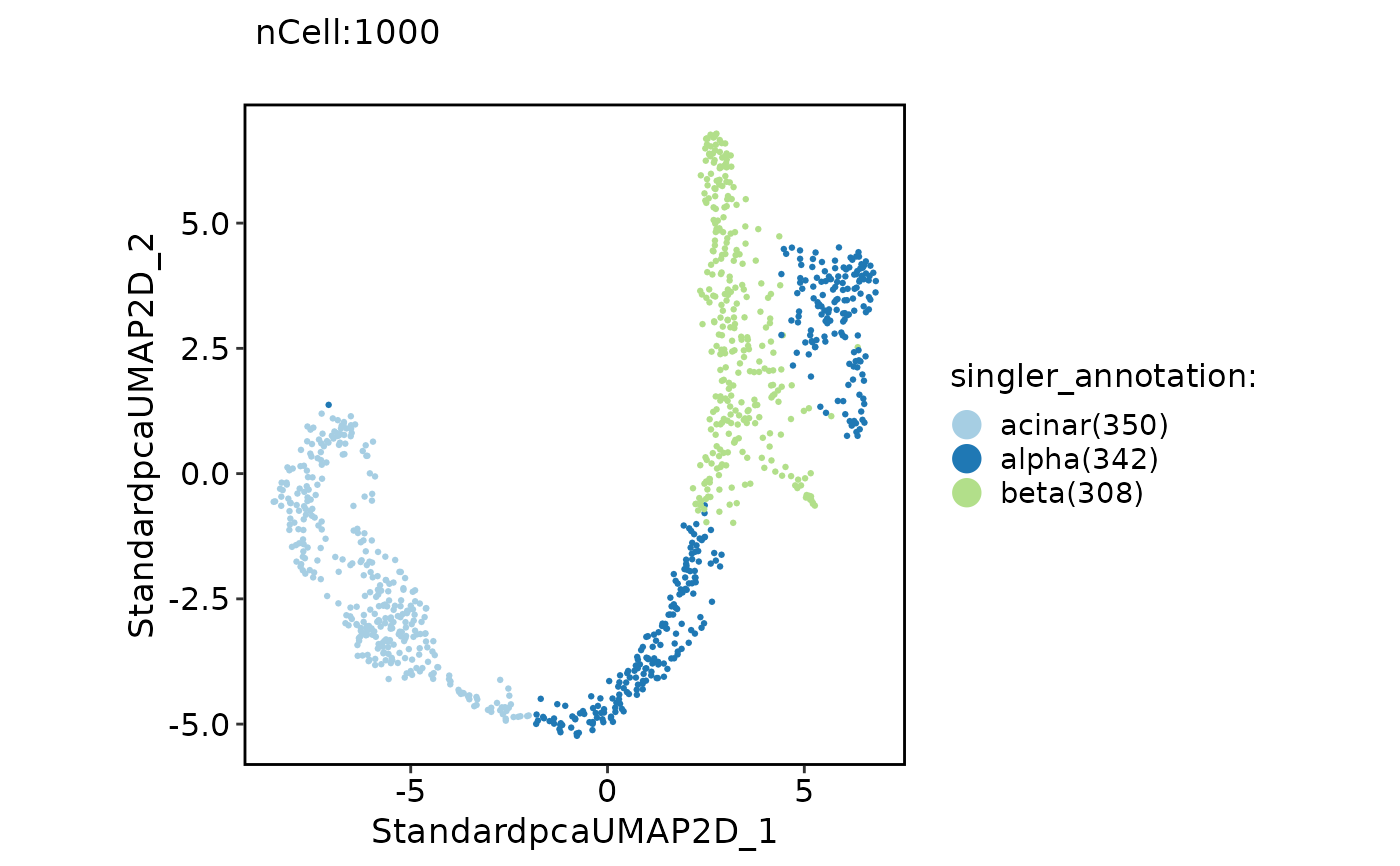 nCell:1000
StandardpcaUMAP2D_2
5.0
2.5
0.0
-2.5
-5.0
-5
0
5
StandardpcaUMAP2D_1
singler_annotation:
acinar(350)
alpha(342)
beta(308)